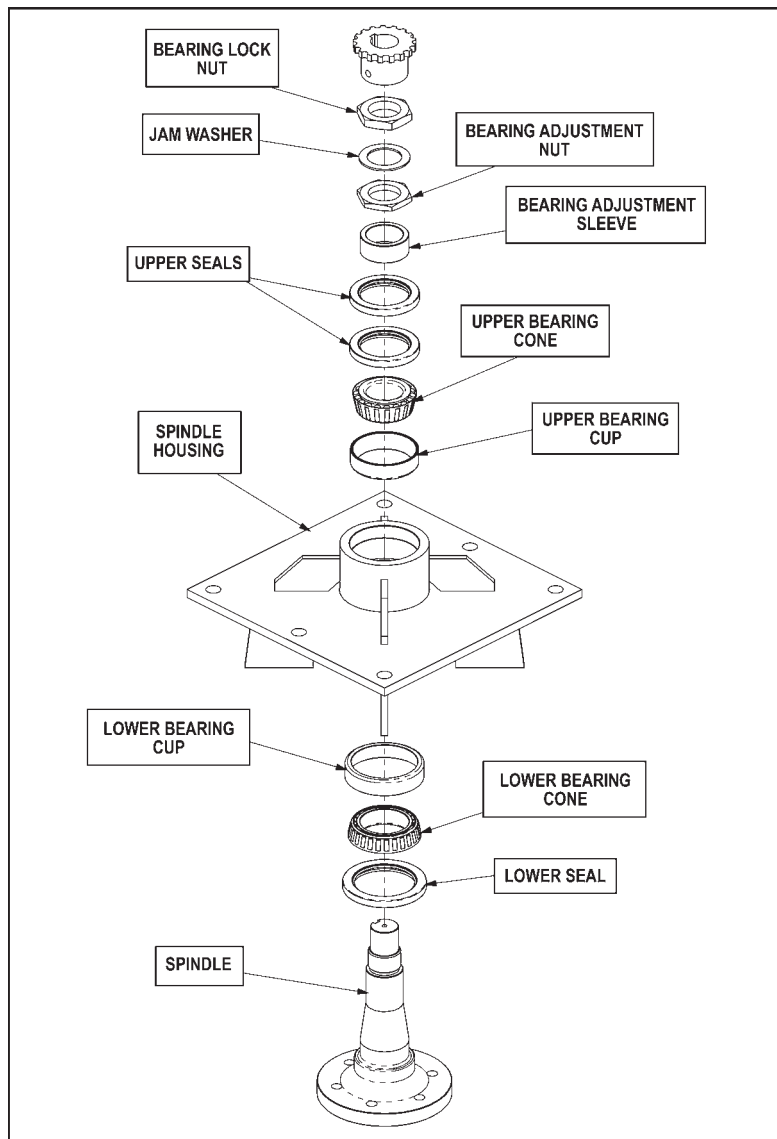 BEARING LOCK
NUT
JAM WASHER
BEARING ADJUSTMENT
NUT
BEARING ADJUSTMENT
SLEEVE
UPPER SEALS
UPPER BEARING
CONE
UPPER BEARING
CUP
SPINDLE
HOUSING
LOWER BEARING
CUP
LOWER BEARING
CONE
LOWER SEAL
SPINDLE